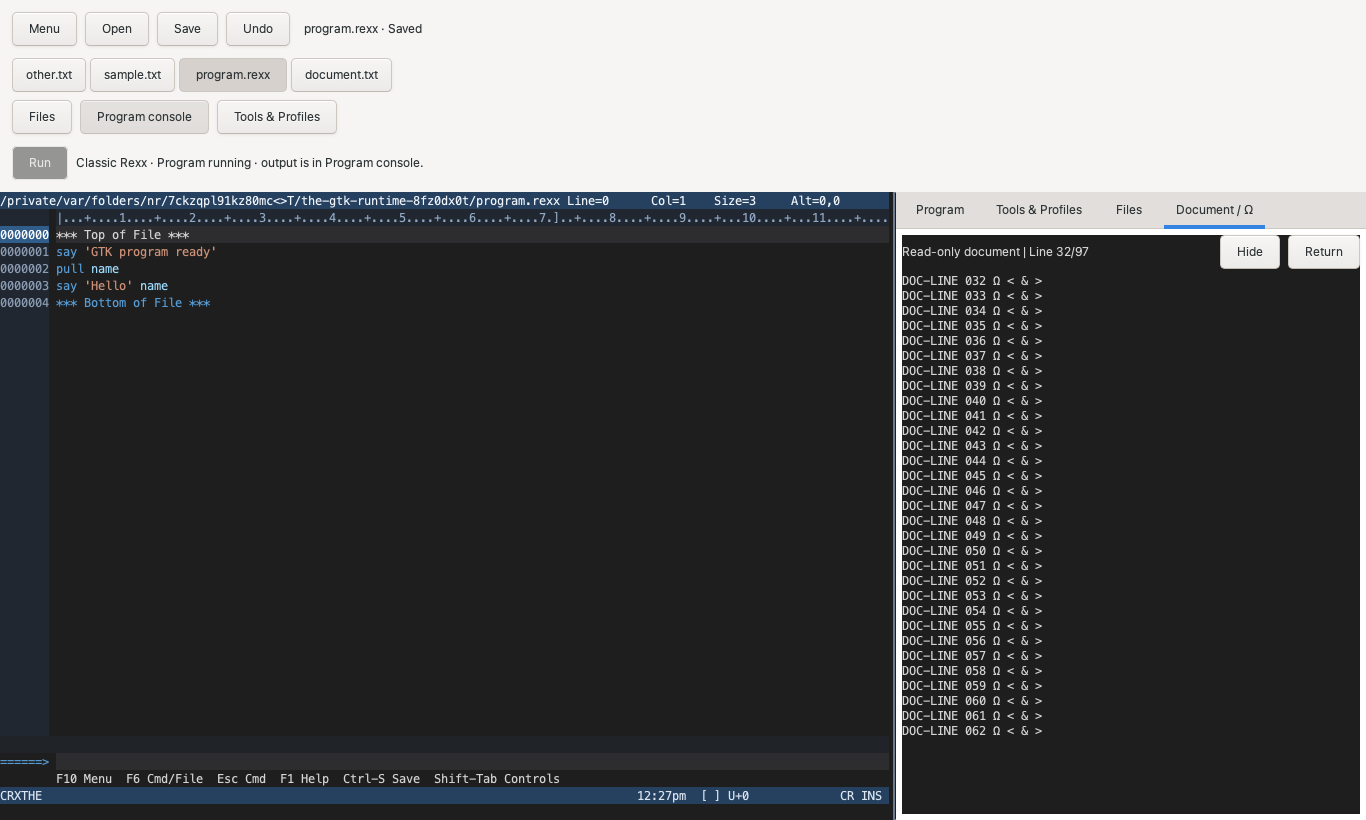 Menu Open Save Undo program.rexx · Saved
other.txt sample.txt program.rexx document.txt
Files Program console Tools & Profiles
Run Classic Rexx · Program running · output is in Program console.
/private/var/folders/nr/7ckzqpl91kz80mc<>T/the-gtk-runtime-8fz0dx0t/program.rexx Line=0 Col=1 Size=3 Alt=0,0
|...+....1....+....2....+....3....+....4....+....5....+....6....+....7.]..+....8....+....9....+...10....+...11....+....
0000000 *** Top of File ***
0000001 say 'GTK program ready'
0000002 pull name
0000003 say 'Hello' name
0000004 *** Bottom of File ***
======>
F10 Menu F6 Cmd/File Esc Cmd F1 Help Ctrl-S Save Shift-Tab Controls
CRXTHE 12:27pm [ ] U+0 CR INS
Program Tools & Profiles Files Document / Ω
Read-only document | Line 32/97 Hide Return
DOC-LINE 032 Ω < & >
DOC-LINE 033 Ω < & >
DOC-LINE 034 Ω < & >
DOC-LINE 035 Ω < & >
DOC-LINE 036 Ω < & >
DOC-LINE 037 Ω < & >
DOC-LINE 038 Ω < & >
DOC-LINE 039 Ω < & >
DOC-LINE 040 Ω < & >
DOC-LINE 041 Ω < & >
DOC-LINE 042 Ω < & >
DOC-LINE 043 Ω < & >
DOC-LINE 044 Ω < & >
DOC-LINE 045 Ω < & >
DOC-LINE 046 Ω < & >
DOC-LINE 047 Ω < & >
DOC-LINE 048 Ω < & >
DOC-LINE 049 Ω < & >
DOC-LINE 050 Ω < & >
DOC-LINE 051 Ω < & >
DOC-LINE 052 Ω < & >
DOC-LINE 053 Ω < & >
DOC-LINE 054 Ω < & >
DOC-LINE 055 Ω < & >
DOC-LINE 056 Ω < & >
DOC-LINE 057 Ω < & >
DOC-LINE 058 Ω < & >
DOC-LINE 059 Ω < & >
DOC-LINE 060 Ω < & >
DOC-LINE 061 Ω < & >
DOC-LINE 062 Ω < & >